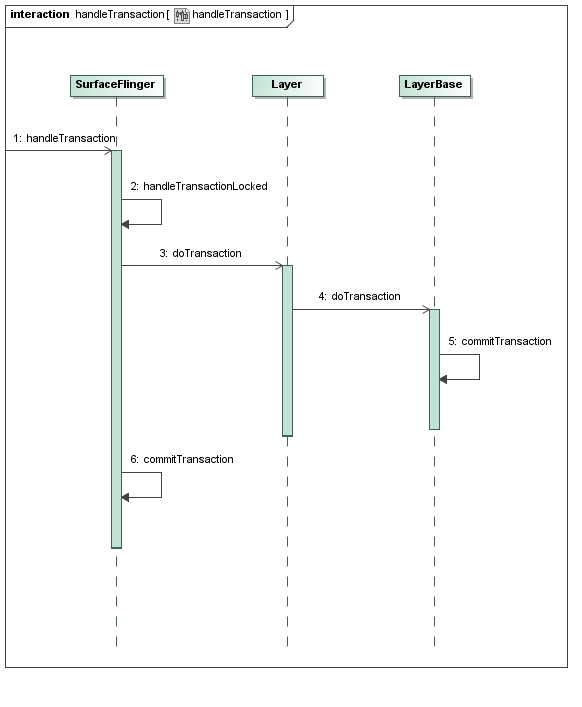 interaction handleTransaction[ handleTransaction ]
SurfaceFlinger
Layer
LayerBase
1: handleTransaction
2: handleTransactionLocked
3: doTransaction
4: doTransaction
5: commitTransaction
6: commitTransaction